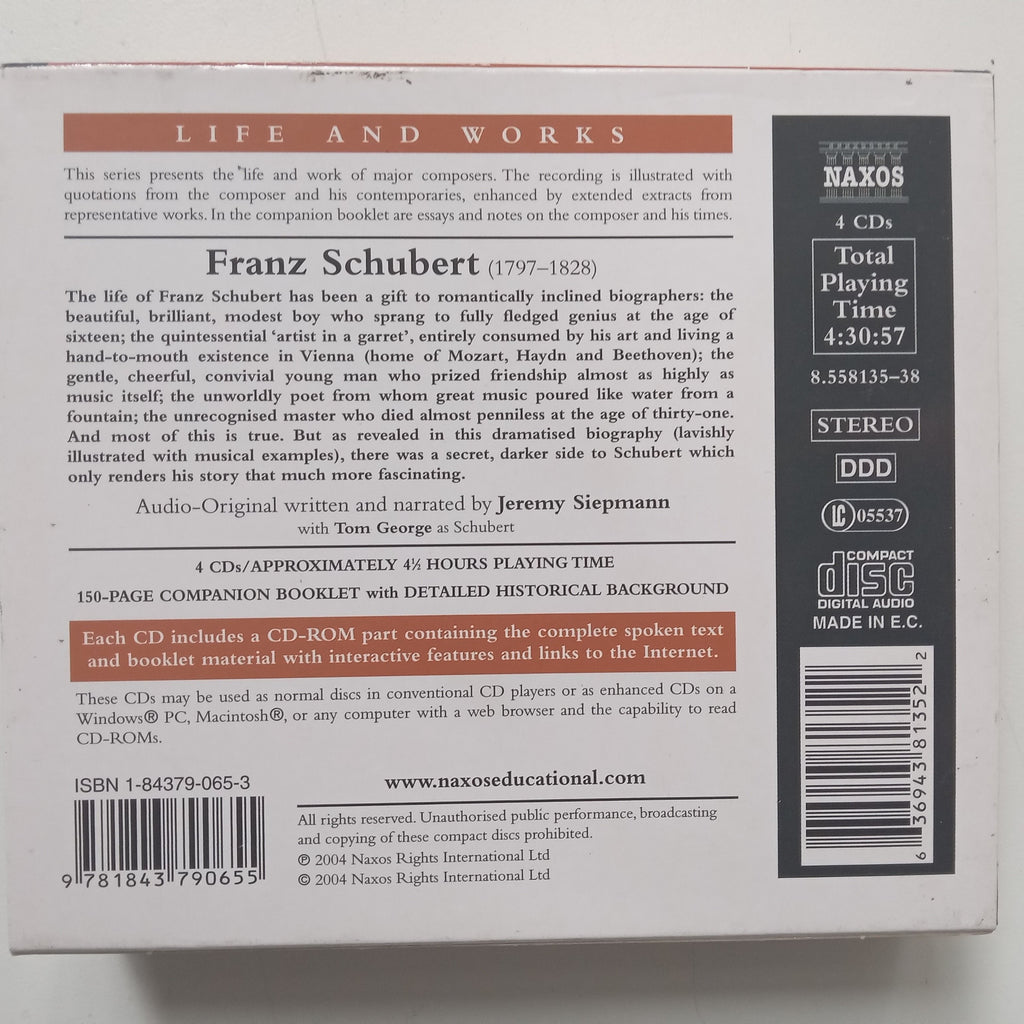 LIFE AND WORKS
This series presents the life and work of major composers. The recording is illustrated with
quotations from the composer and his contemporaries, enhanced by extended extracts from
representative works. In the companion booklet are essays and notes on the composer and his times.
Franz Schubert (1797–1828)
The life of Franz Schubert has been a gift to romantically inclined biographers: the
beautiful, brilliant, modest boy who sprang to fully fledged genius at the age of
sixteen; the quintessential ‘artist in a garret’, entirely consumed by his art and living a
hand-to-mouth existence in Vienna (home of Mozart, Haydn and Beethoven); the
gentle, cheerful, convivial young man who prized friendship almost as highly as
music itself; the unworldly poet from whom great music poured like water from a
fountain; the unrecognised master who died almost penniless at the age of thirty-one.
And most of this is true. But as revealed in this dramatised biography (lavishly
illustrated with musical examples), there was a secret, darker side to Schubert which
only renders his story that much more fascinating.
Audio-Original written and narrated by Jeremy Siepmann
with Tom George as Schubert
4 CDs/APPROXIMATELY 4½ HOURS PLAYING TIME
150-PAGE COMPANION BOOKLET with DETAILED HISTORICAL BACKGROUND
Each CD includes a CD-ROM part containing the complete spoken text
and booklet material with interactive features and links to the Internet.
These CDs may be used as normal discs in conventional CD players or as enhanced CDs on a
Windows® PC, Macintosh®, or any computer with a web browser and the capability to read
CD-ROMs.
ISBN 1-84379-065-3
9 781843 790655
www.naxoseducational.com
All rights reserved. Unauthorised public performance, broadcasting
and copying of these compact discs prohibited.
℗ 2004 Naxos Rights International Ltd
© 2004 Naxos Rights International Ltd
NAXOS
4 CDs
Total
Playing
Time
4:30:57
8.558135–38
STEREO
DDD
LC 05537
COMPACT
disc
DIGITAL AUDIO
MADE IN E.C.
6 36943 81352 2